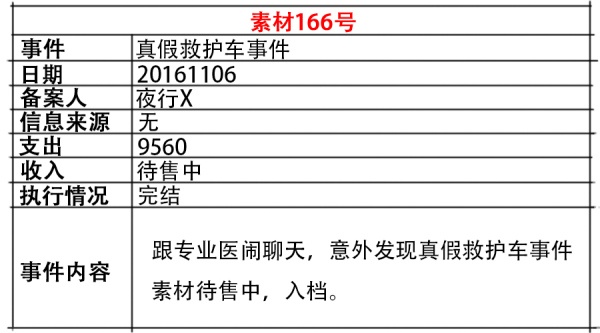 素材166号
事件 真假救护车事件
日期 20161106
备案人 夜行X
信息来源 无
支出 9560
收入 待售中
执行情况 完结
事件内容 跟专业医闹聊天，意外发现真假救护车事件
素材待售中，入档。